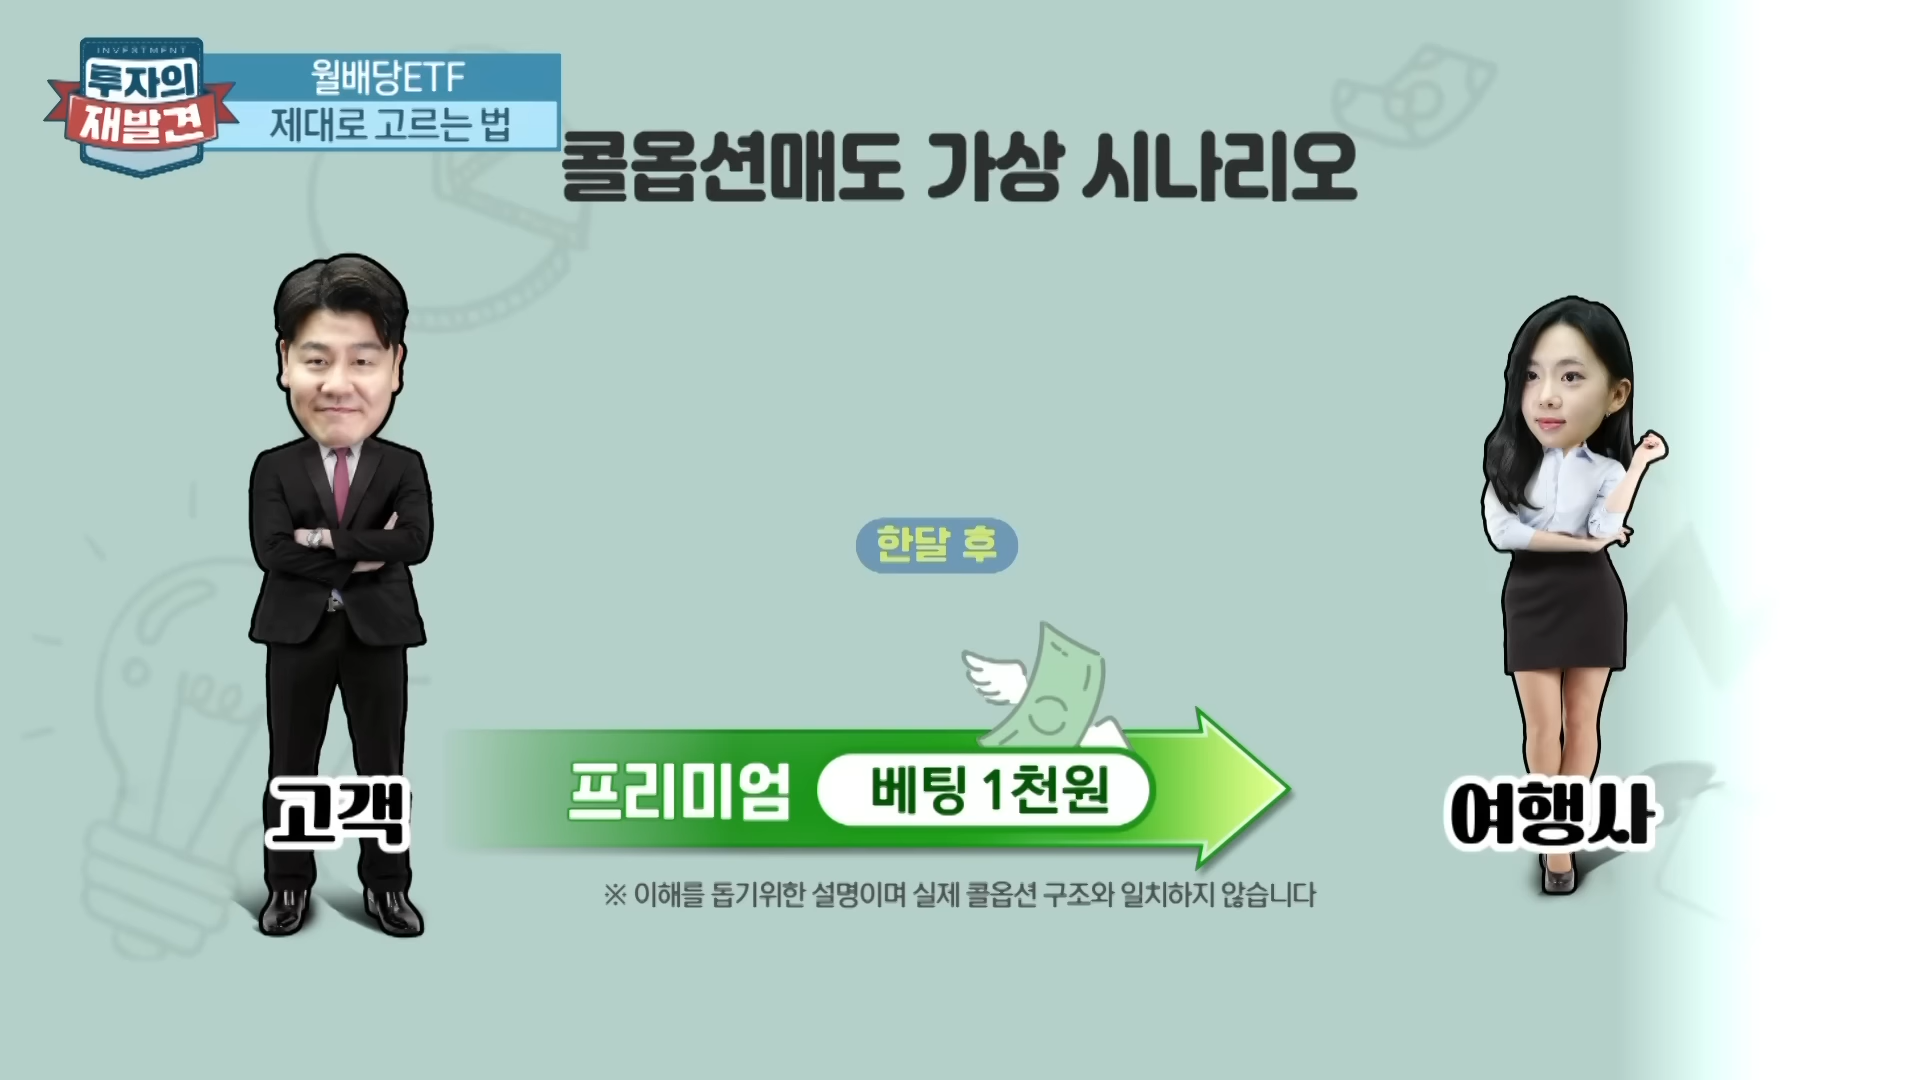 INVESTMENT
투자의
재발견
월배당ETF
제대로 고르는 법
콜옵션매도 가상 시나리오
한달 후
프리미엄 베팅 1천원
고객
여행사
※ 이해를 돕기위한 설명이며 실제 콜옵션 구조와 일치하지 않습니다